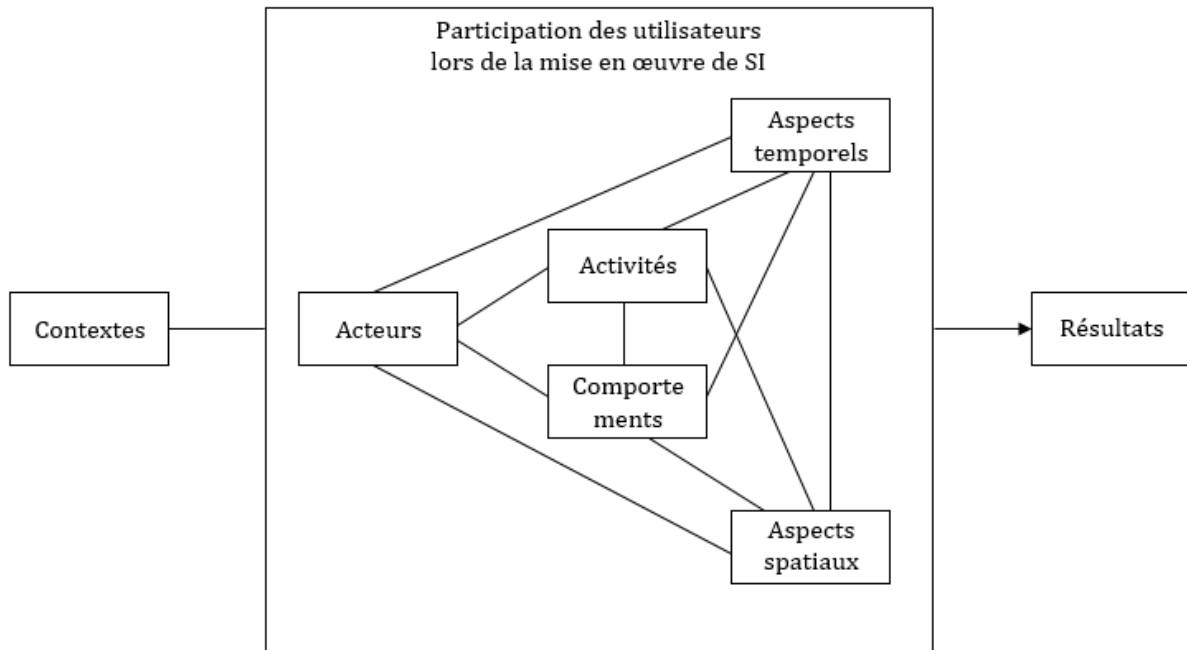 Participation des utilisateurs
lors de la mise en œuvre de SI
Aspects
temporels
Activités
Contextes
Acteurs
Résultats
Comporte
ments
Aspects
spatiaux